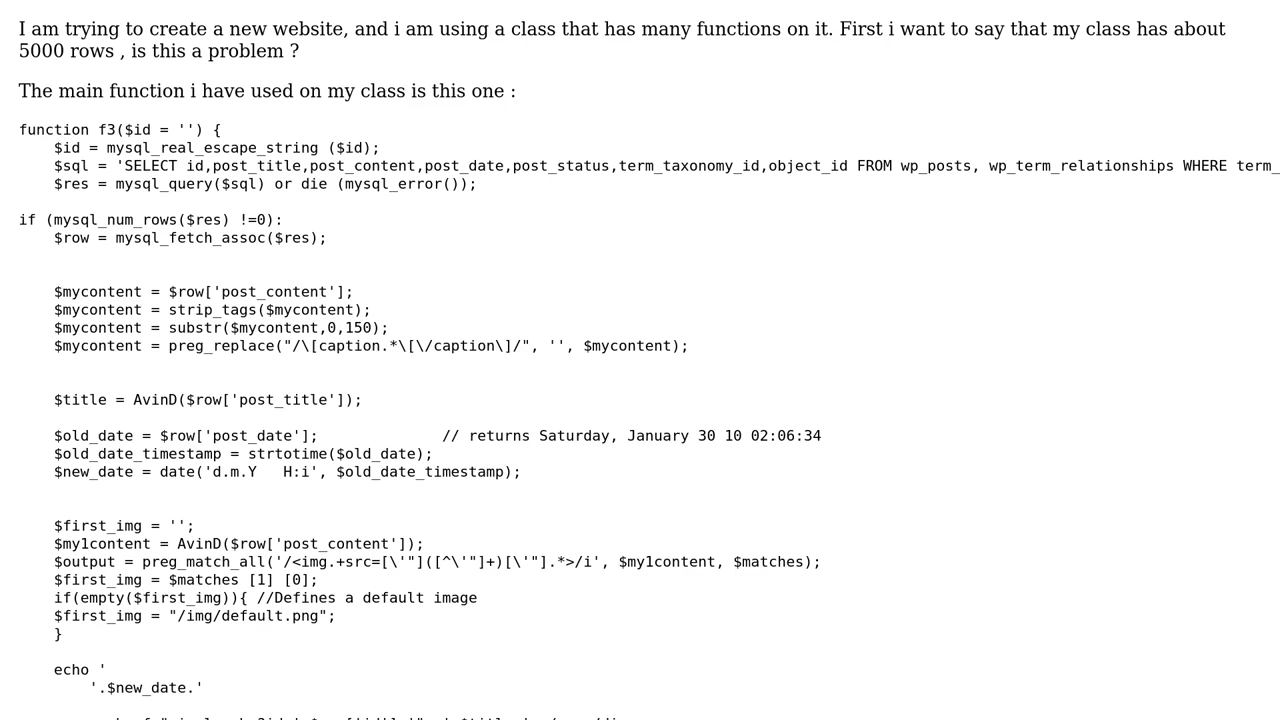 I am trying to create a new website, and i am using a class that has many functions on it. First i want to say that my class has about
5000 rows , is this a problem ?
The main function i have used on my class is this one :
function f3($id = '') {
    $id = mysql_real_escape_string ($id);
    $sql = 'SELECT id,post_title,post_content,post_date,post_status,term_taxonomy_id,object_id FROM wp_posts, wp_term_relationships WHERE term_
    $res = mysql_query($sql) or die (mysql_error());
if (mysql_num_rows($res) !=0):
    $row = mysql_fetch_assoc($res);
    $mycontent = $row['post_content'];
    $mycontent = strip_tags($mycontent);
    $mycontent = substr($mycontent,0,150);
    $mycontent = preg_replace("/\[caption.*\[\/caption\]/", '', $mycontent);
    $title = AvinD($row['post_title']);
    $old_date = $row['post_date'];              // returns Saturday, January 30 10 02:06:34
    $old_date_timestamp = strtotime($old_date);
    $new_date = date('d.m.Y   H:i', $old_date_timestamp);
    $first_img = '';
    $my1content = AvinD($row['post_content']);
    $output = preg_match_all('/<img.+src=[\'"]([^\'"]+)[\'"].*>/i', $my1content, $matches);
    $first_img = $matches [1] [0];
    if(empty($first_img)){ //Defines a default image
    $first_img = "/img/default.png";
    }
    echo '
        '.$new_date.'